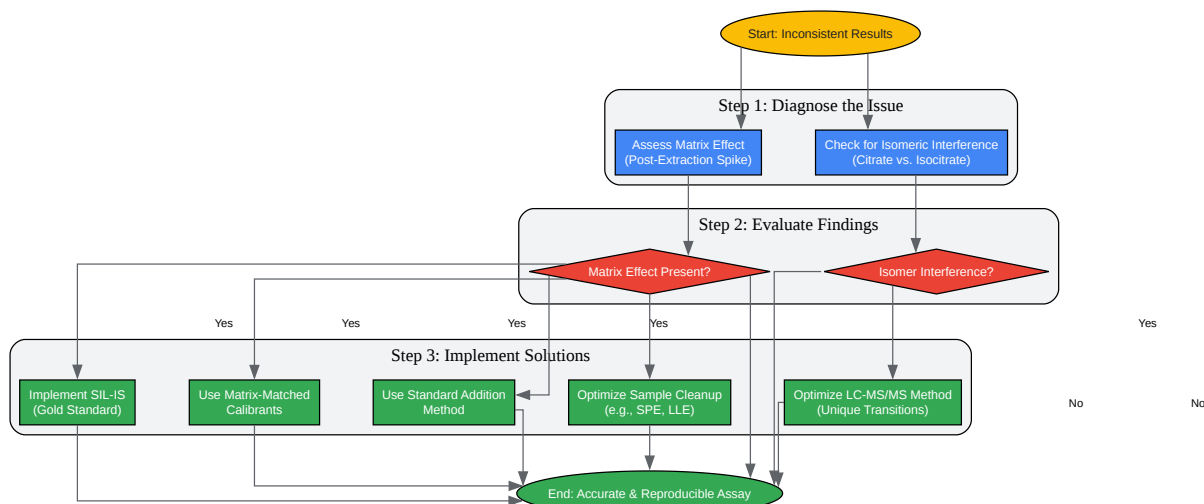 Start: Inconsistent Results
Step 1: Diagnose the Issue
Assess Matrix Effect
(Post-Extraction Spike)
Check for Isomeric Interference
(Citrate vs. Isocitrate)
Step 2: Evaluate Findings
Matrix Effect Present?
Isomer Interference?
Yes
Yes
Yes
Yes
Yes
Step 3: Implement Solutions
Implement SIL-IS
(Gold Standard)
Use Matrix-Matched
Calibrants
Use Standard Addition
Method
Optimize Sample Cleanup
(e.g., SPE, LLE)
Optimize LC-MS/MS Method
(Unique Transitions)
No
No
End: Accurate & Reproducible Assay